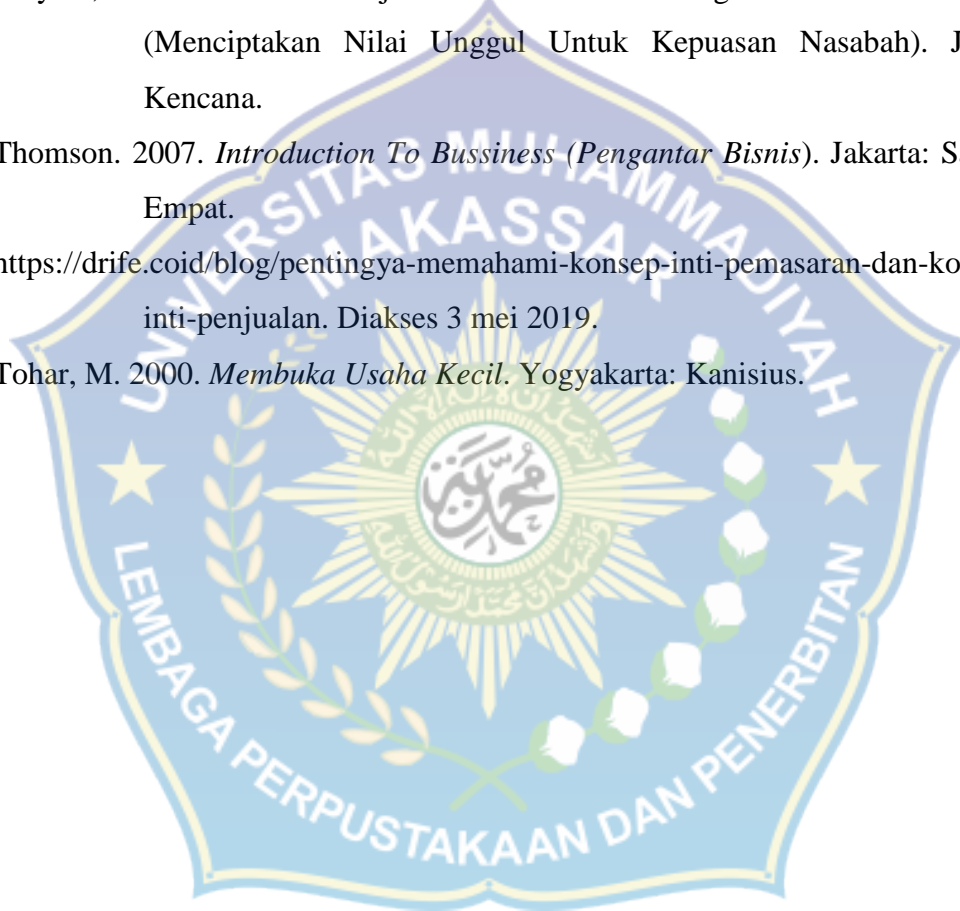 (Menciptakan Nilai Unggul Untuk Kepuasan Nasabah). J
Kencana.
Thomson. 2007. Introduction To Bussiness (Pengantar Bisnis). Jakarta: S
Empat.
https://drife.coid/blog/pentingya-memahami-konsep-inti-pemasaran-dan-ko
inti-penjualan. Diakses 3 mei 2019.
Tohar, M. 2000. Membuka Usaha Kecil. Yogyakarta: Kanisius.
UNIVERSITAS MUHAMMADIYAH
MAKASSAR
LEMBAGA PERPUSTAKAAN DAN PENERBITAN